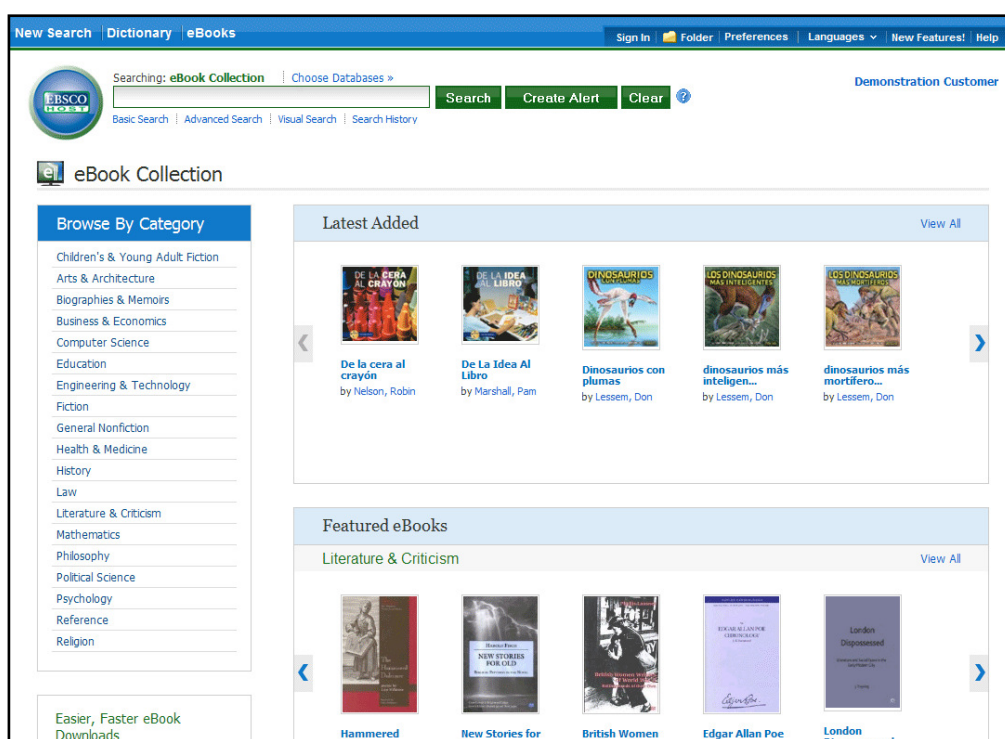 New Search | Dictionary | eBooks
Sign In | Folder | Preferences | Languages | New Features! | Help
Searching: eBook Collection | Choose Databases »
Demonstration Customer
EBSCO
HOST
Search Create Alert Clear ?
Basic Search | Advanced Search | Visual Search | Search History
eBook Collection
Browse By Category
Children's & Young Adult Fiction
Arts & Architecture
Biographies & Memoirs
Business & Economics
Computer Science
Education
Engineering & Technology
Fiction
General Nonfiction
Health & Medicine
History
Law
Literature & Criticism
Mathematics
Philosophy
Political Science
Psychology
Reference
Religion
Easier, Faster eBook
Downloads
Latest Added
View All
DE LA CERA
AL CRAYÓN
DE LA IDEA
AL LIBRO
DINOSAURIOS
CON PLUMAS
LOS DINOSAURIOS
MÁS INTELIGENTES
LOS DINOSAURIOS
MÁS MORTÍFEROS
De la cera al
crayón
by Nelson, Robin
De La Idea Al
Libro
by Marshall, Pam
Dinosaurios con
plumas
by Lessem, Don
dinosaurios más
inteligen...
by Lessem, Don
dinosaurios más
mortífero...
by Lessem, Don
Featured eBooks
Literature & Criticism
View All
The
Hammered
Dulcimer
NEW STORIES
FOR OLD
British Women
EDGAR ALLAN POE
CHRONOLOGY
London
Dispossessed
Hammered
New Stories for
British Women
Edgar Allan Poe
London